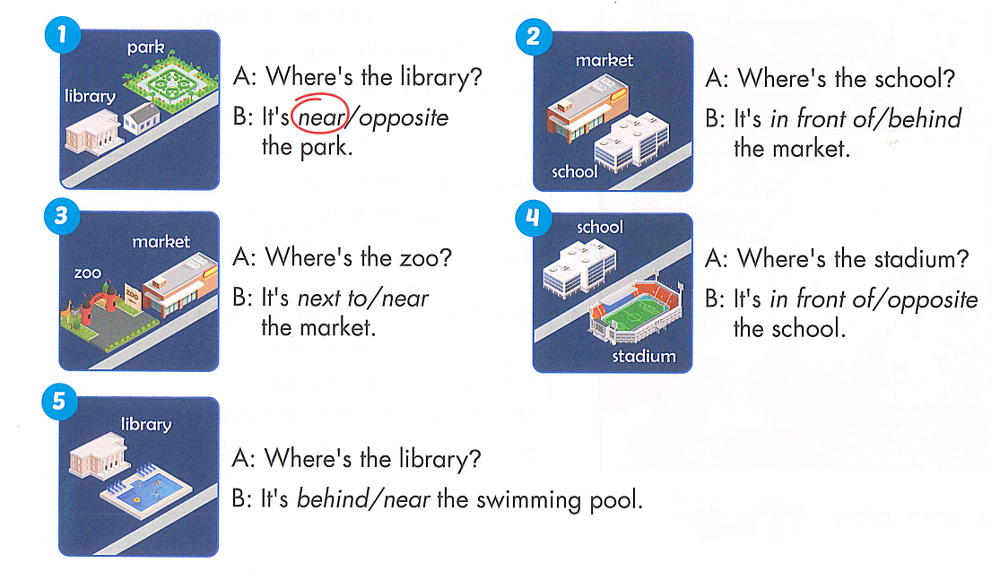 1
park
library
A: Where's the library?
B: It's near/opposite
the park.
2
market
school
A: Where's the school?
B: It's in front of/behind
the market.
3
market
zoo
ZOO
A: Where's the zoo?
B: It's next to/near
the market.
4
school
stadium
A: Where's the stadium?
B: It's in front of/opposite
the school.
5
library
A: Where's the library?
B: It's behind/near the swimming pool.